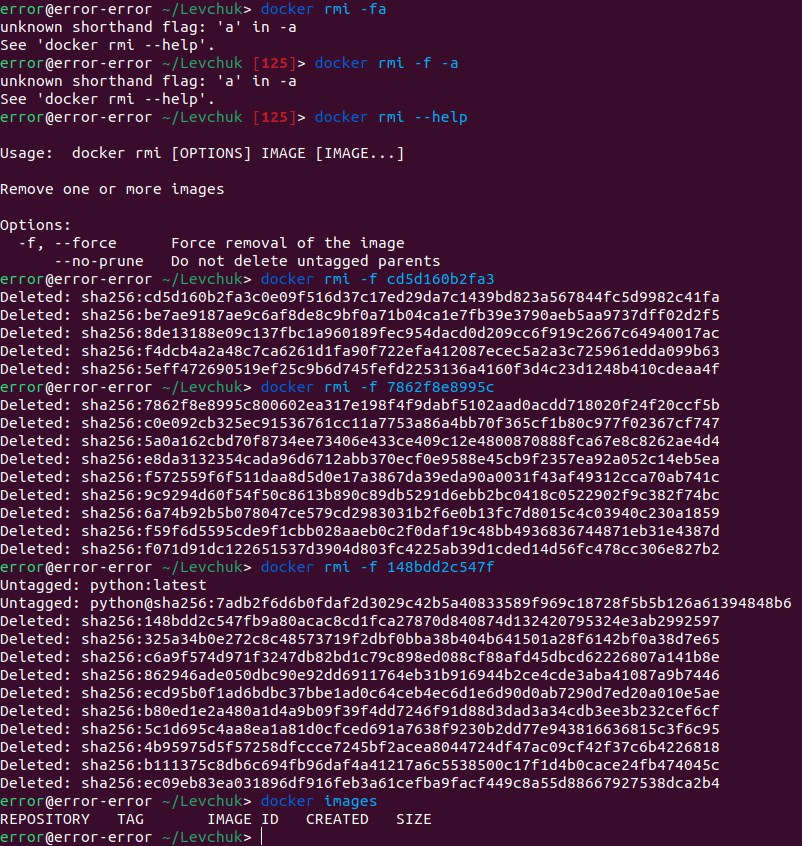 error@error-error ~/Levchuk> docker rmi -fa
unknown shorthand flag: 'a' in -a
See 'docker rmi --help'.
error@error-error ~/Levchuk [125]> docker rmi -f -a
unknown shorthand flag: 'a' in -a
See 'docker rmi --help'.
error@error-error ~/Levchuk [125]> docker rmi --help
Usage:  docker rmi [OPTIONS] IMAGE [IMAGE...]
Remove one or more images
Options:
  -f, --force      Force removal of the image
      --no-prune   Do not delete untagged parents
error@error-error ~/Levchuk> docker rmi -f cd5d160b2fa3
Deleted: sha256:cd5d160b2fa3c0e09f516d37c17ed29da7c1439bd823a567844fc5d9982c41fa
Deleted: sha256:be7ae9187ae9c6af8de8c9bf0a71b04ca1e7fb39e3790aeb5aa9737dff02d2f5
Deleted: sha256:8de13188e09c137fbc1a960189fec954dacd0d209cc6f919c2667c64940017ac
Deleted: sha256:f4dcb4a2a48c7ca6261d1fa90f722efa412087ecec5a2a3c725961edda099b63
Deleted: sha256:5eff472690519ef25c9b6d745fefd2253136a4160f3d4c23d1248b410cdeaa4f
error@error-error ~/Levchuk> docker rmi -f 7862f8e8995c
Deleted: sha256:7862f8e8995c800602ea317e198f4f9dabf5102aad0acdd718020f24f20ccf5b
Deleted: sha256:c0e092cb325ec91536761cc11a7753a86a4bb70f365cf1b80c977f02367cf747
Deleted: sha256:5a0a162cbd70f8734ee73406e433ce409c12e4800870888fca67e8c8262ae4d4
Deleted: sha256:e8da3132354cada96d6712abb370ecf0e9588e45cb9f2357ea92a052c14eb5ea
Deleted: sha256:f572559f6f511daa8d5d0e17a3867da39eda90a0031f43af49312cca70ab741c
Deleted: sha256:9c9294d60f54f50c8613b890c89db5291d6ebb2bc0418c0522902f9c382f74bc
Deleted: sha256:6a74b92b5b078047ce579cd2983031b2f6e0b13fc7d8015c4c03940c230a1859
Deleted: sha256:f59f6d5595cde9f1cbb028aaeb0c2f0daf19c48bb4936836744871eb31e4387d
Deleted: sha256:f071d91dc122651537d3904d803fc4225ab39d1cded14d56fc478cc306e827b2
error@error-error ~/Levchuk> docker rmi -f 148bdd2c547f
Untagged: python:latest
Untagged: python@sha256:7adb2f6d6b0fdaf2d3029c42b5a40833589f969c18728f5b5b126a61394848b6
Deleted: sha256:148bdd2c547fb9a80acac8cd1fca27870d840874d132420795324e3ab2992597
Deleted: sha256:325a34b0e272c8c48573719f2dbf0bba38b404b641501a28f6142bf0a38d7e65
Deleted: sha256:c6a9f574d971f3247db82bd1c79c898ed088cf88afd45dbcd62226807a141b8e
Deleted: sha256:862946ade050dbc90e92dd6911764eb31b916944b2ce4cde3aba41087a9b7446
Deleted: sha256:ecd95b0f1ad6bdbc37bbe1ad0c64ceb4ec6d1e6d90d0ab7290d7ed20a010e5ae
Deleted: sha256:b80ed1e2a480a1d4a9b09f39f4dd7246f91d88d3dad3a34cdb3ee3b232cef6cf
Deleted: sha256:5c1d695c4aa8ea1a81d0cfced691a7638f9230b2dd77e943816636815c3f6c95
Deleted: sha256:4b95975d5f57258dfccce7245bf2acea8044724df47ac09cf42f37c6b4226818
Deleted: sha256:b111375c8db6c694fb96daf4a41217a6c5538500c17f1d4b0cace24fb474045c
Deleted: sha256:ec09eb83ea031896df916feb3a61cefba9facf449c8a55d88667927538dca2b4
error@error-error ~/Levchuk> docker images
REPOSITORY   TAG       IMAGE ID   CREATED   SIZE
error@error-error ~/Levchuk>